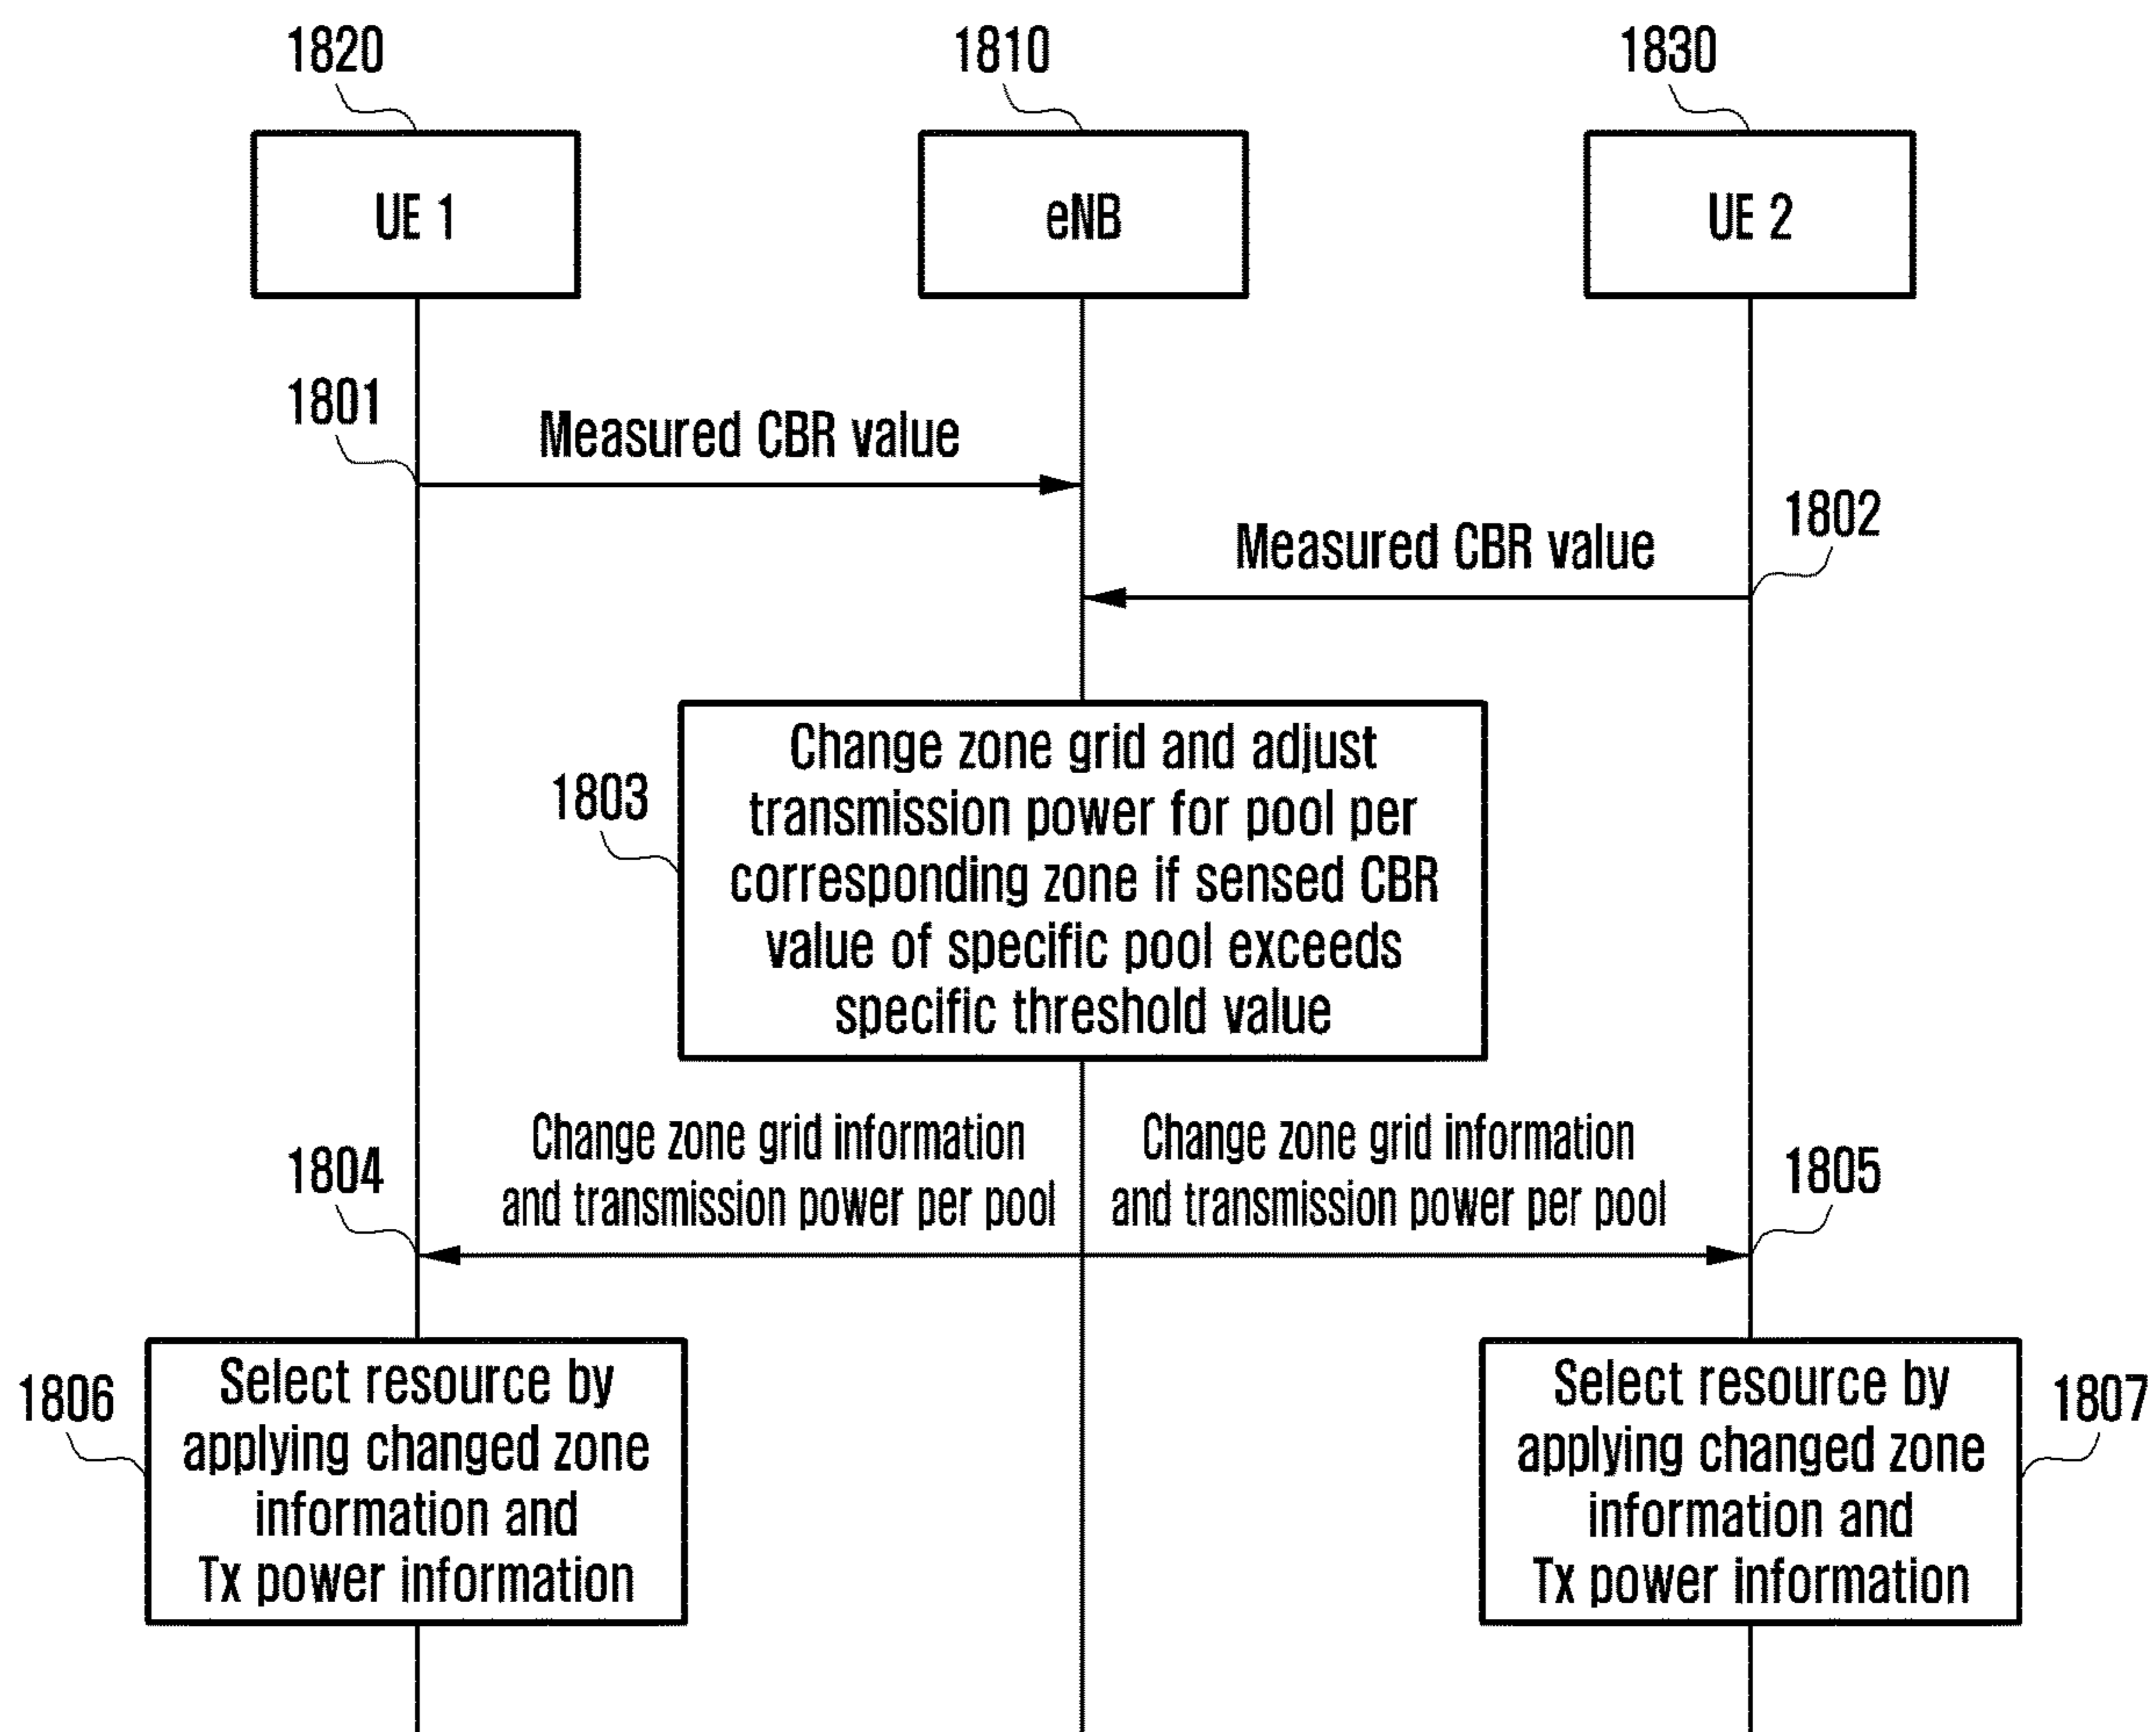 1820
1810
1830
UE 1
eNB
UE 2
1801
Measured CBR value
1802
Measured CBR value
1803
Change zone grid and adjust
transmission power for pool per
corresponding zone if sensed CBR
value of specific pool exceeds
specific threshold value
1804
Change zone grid information
and transmission power per pool
Change zone grid information
and transmission power per pool
1805
1806
Select resource by
applying changed zone
information and
Tx power information
Select resource by
applying changed zone
information and
Tx power information
1807